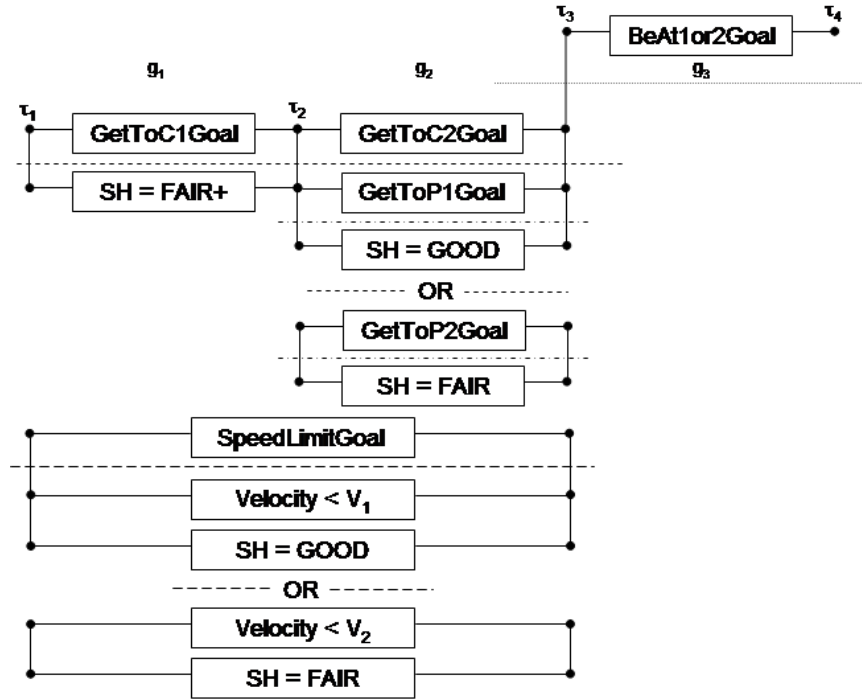 τ₃ τ₄
BeAt1or2Goal
g₁ g₂ g₃
τ₁ τ₂
GetToC1Goal GetToC2Goal
SH = FAIR+ GetToP1Goal
SH = GOOD
OR
GetToP2Goal
SH = FAIR
SpeedLimitGoal
Velocity < V₁
SH = GOOD
OR
Velocity < V₂
SH = FAIR